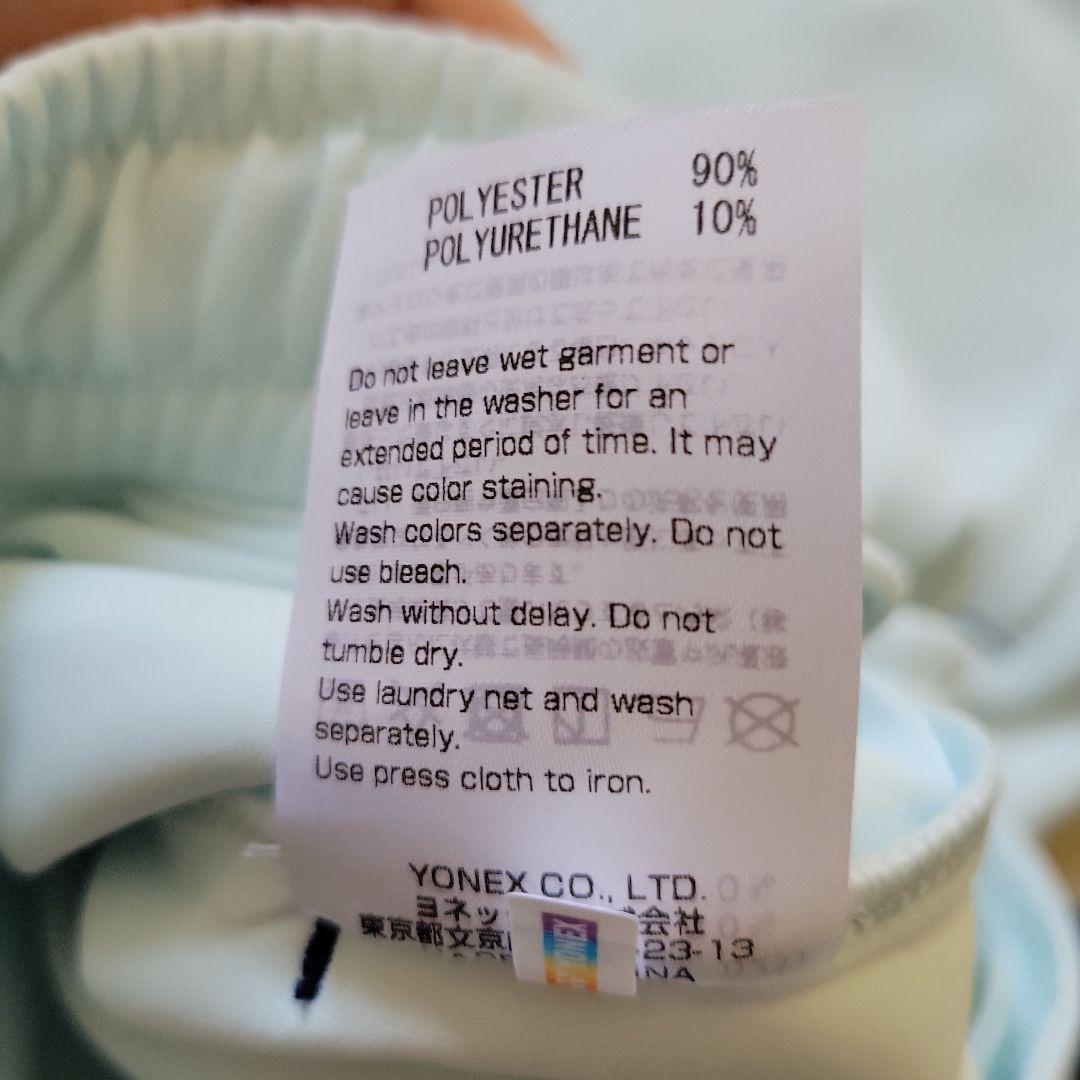 POLYESTER 90%
POLYURETHANE 10%
Do not leave wet garment or
leave in the washer for an
extended period of time. It may
cause color staining.
Wash colors separately. Do not
use bleach.
Wash without delay. Do not
tumble dry.
Use laundry net and wash
separately.
Use press cloth to iron.
YONEX CO., LTD.
ヨネッ 会社
東京都文京 23-13
YONEX